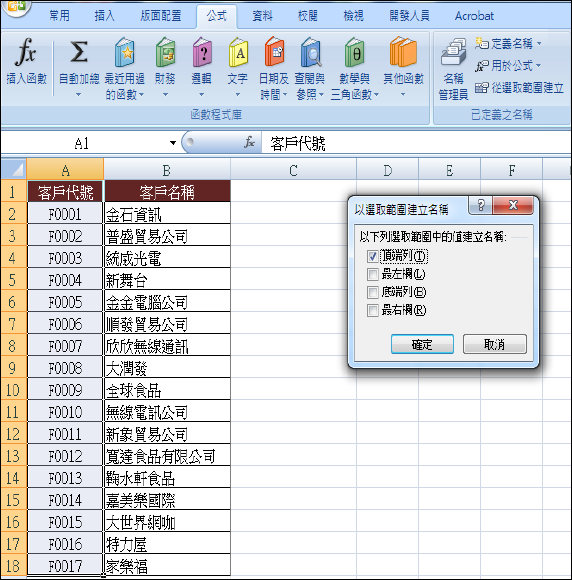 常用 插入 版面配置 公式 資料 校閱 檢視 開發人員 Acrobat
fx Σ ? A θ
插入函數 自動加總 最近用過的函數 財務 邏輯 文字 日期及時間 查閱與參照 數學與三角函數 其他函數 名稱管理員
定義名稱
用於公式
從選取範圍建立
函數程式庫 已定義之名稱
A1 fx 客戶代號
A B C D E F
1 客戶代號 客戶名稱
2 F0001 金石資訊
3 F0002 普盛貿易公司
4 F0003 統威光電
5 F0004 新舞台
6 F0005 金金電腦公司
7 F0006 順發貿易公司
8 F0007 欣欣無線通訊
9 F0008 大潤發
10 F0009 全球食品
11 F0010 無線電訊公司
12 F0011 新象貿易公司
13 F0012 寬達食品有限公司
14 F0013 鞠水軒食品
15 F0014 嘉美樂國際
16 F0015 大世界網咖
17 F0016 特力屋
18 F0017 家樂福
以選取範圍建立名稱 ? X
以下列選取範圍中的值建立名稱:
頂端列(T)
最左欄(L)
底端列(B)
最右欄(R)
確定 取消